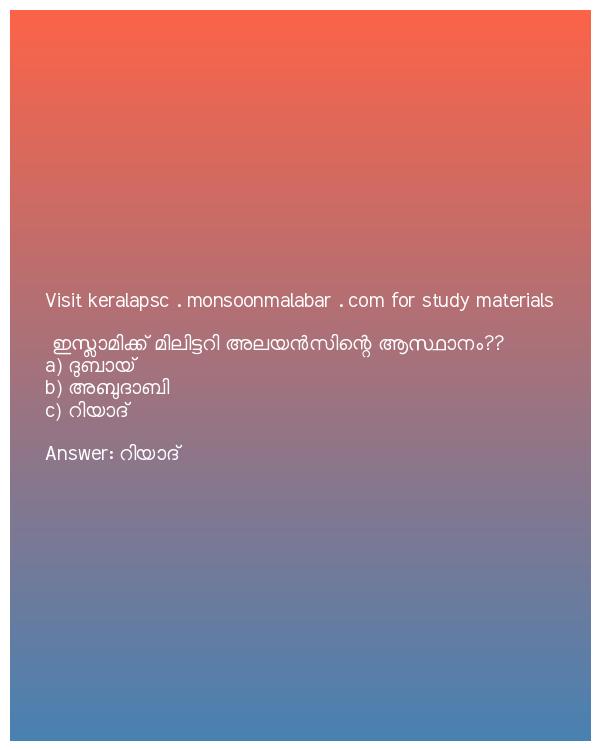 Visit keralapsc . monsoonmalabar . com for study materials
ഇസ്ലാമിക്ക് മിലിട്ടറി അലയൻസിന്റെ ആസ്ഥാനം??
a) ദുബായ്
b) അബുദാബി
c) റിയാദ്
Answer: റിയാദ്